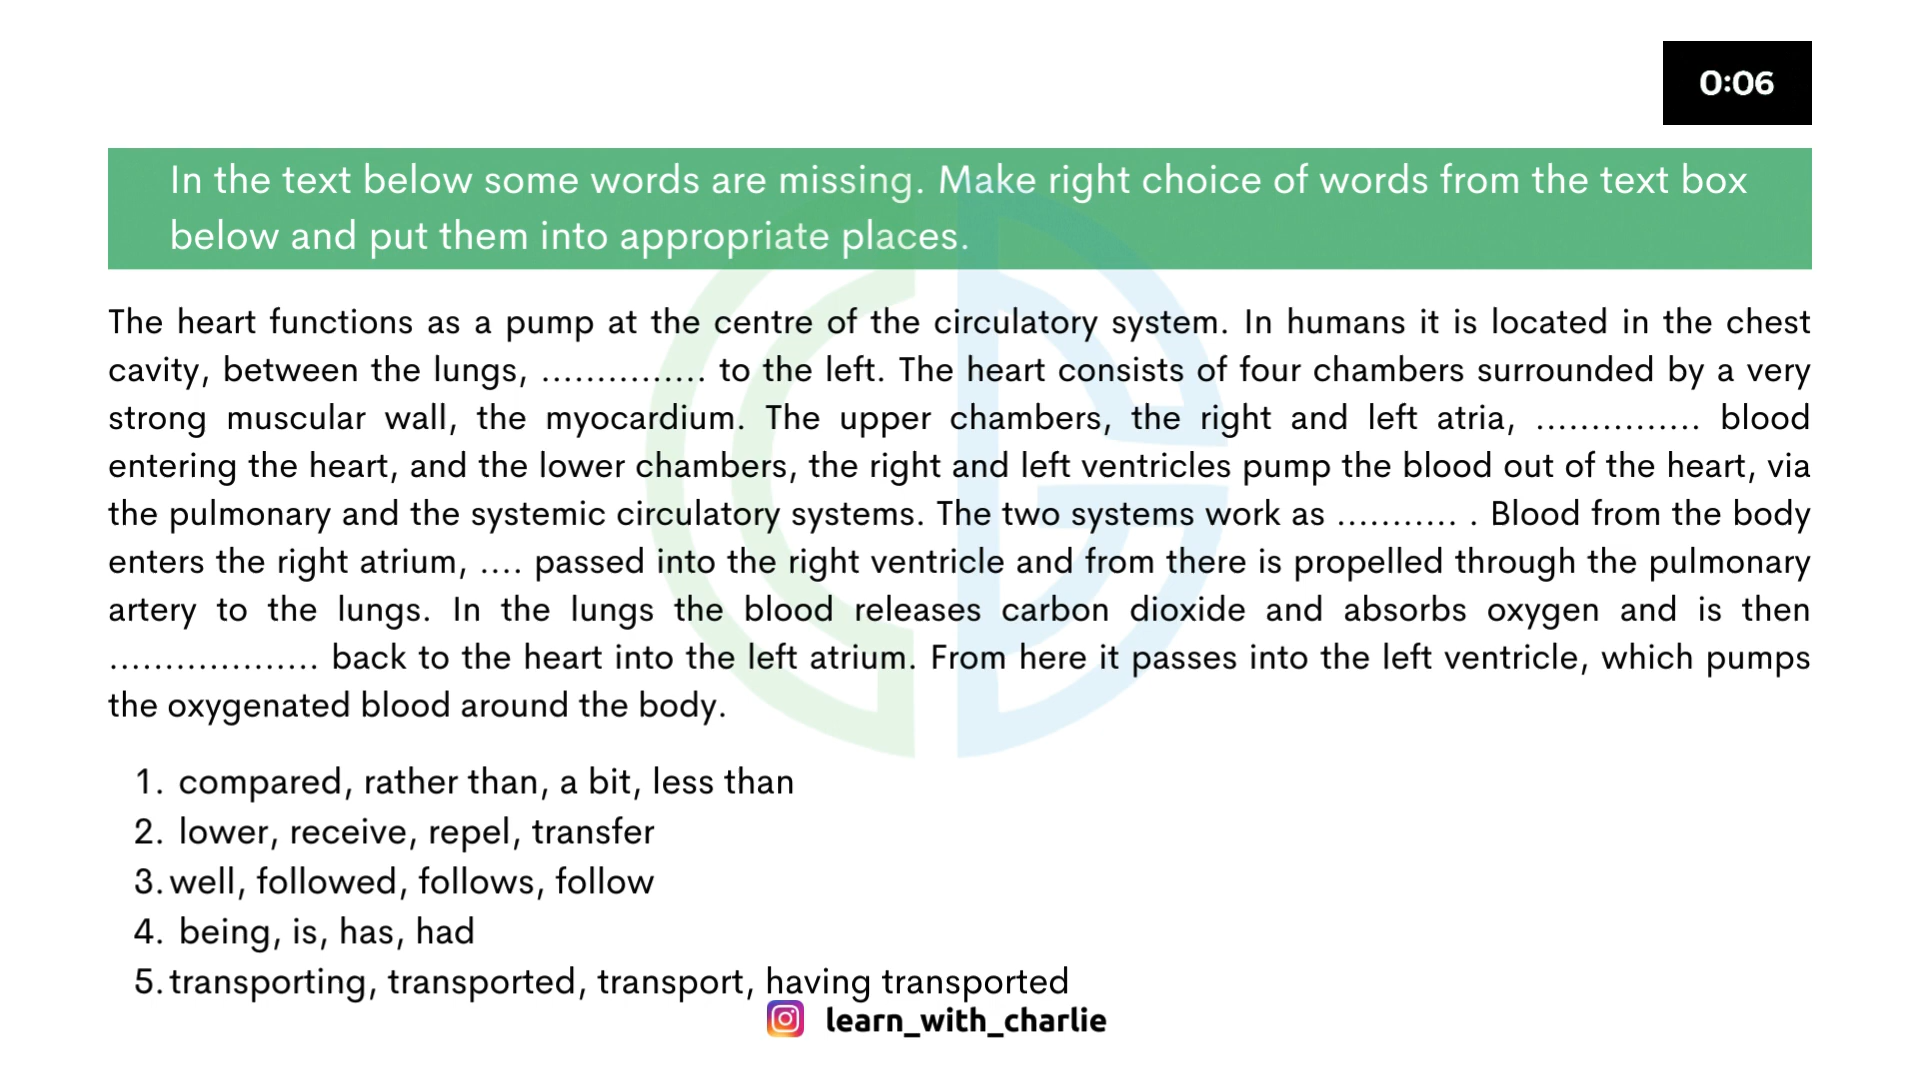 0:06
In the text below some words are missing. Make right choice of words from the text box
below and put them into appropriate places.
The heart functions as a pump at the centre of the circulatory system. In humans it is located in the chest
cavity, between the lungs, ............... to the left. The heart consists of four chambers surrounded by a very
strong muscular wall, the myocardium. The upper chambers, the right and left atria, ............... blood
entering the heart, and the lower chambers, the right and left ventricles pump the blood out of the heart, via
the pulmonary and the systemic circulatory systems. The two systems work as ........... . Blood from the body
enters the right atrium, .... passed into the right ventricle and from there is propelled through the pulmonary
artery to the lungs. In the lungs the blood releases carbon dioxide and absorbs oxygen and is then
................... back to the heart into the left atrium. From here it passes into the left ventricle, which pumps
the oxygenated blood around the body.
1. compared, rather than, a bit, less than
2. lower, receive, repel, transfer
3. well, followed, follows, follow
4. being, is, has, had
5. transporting, transported, transport, having transported
learn_with_charlie